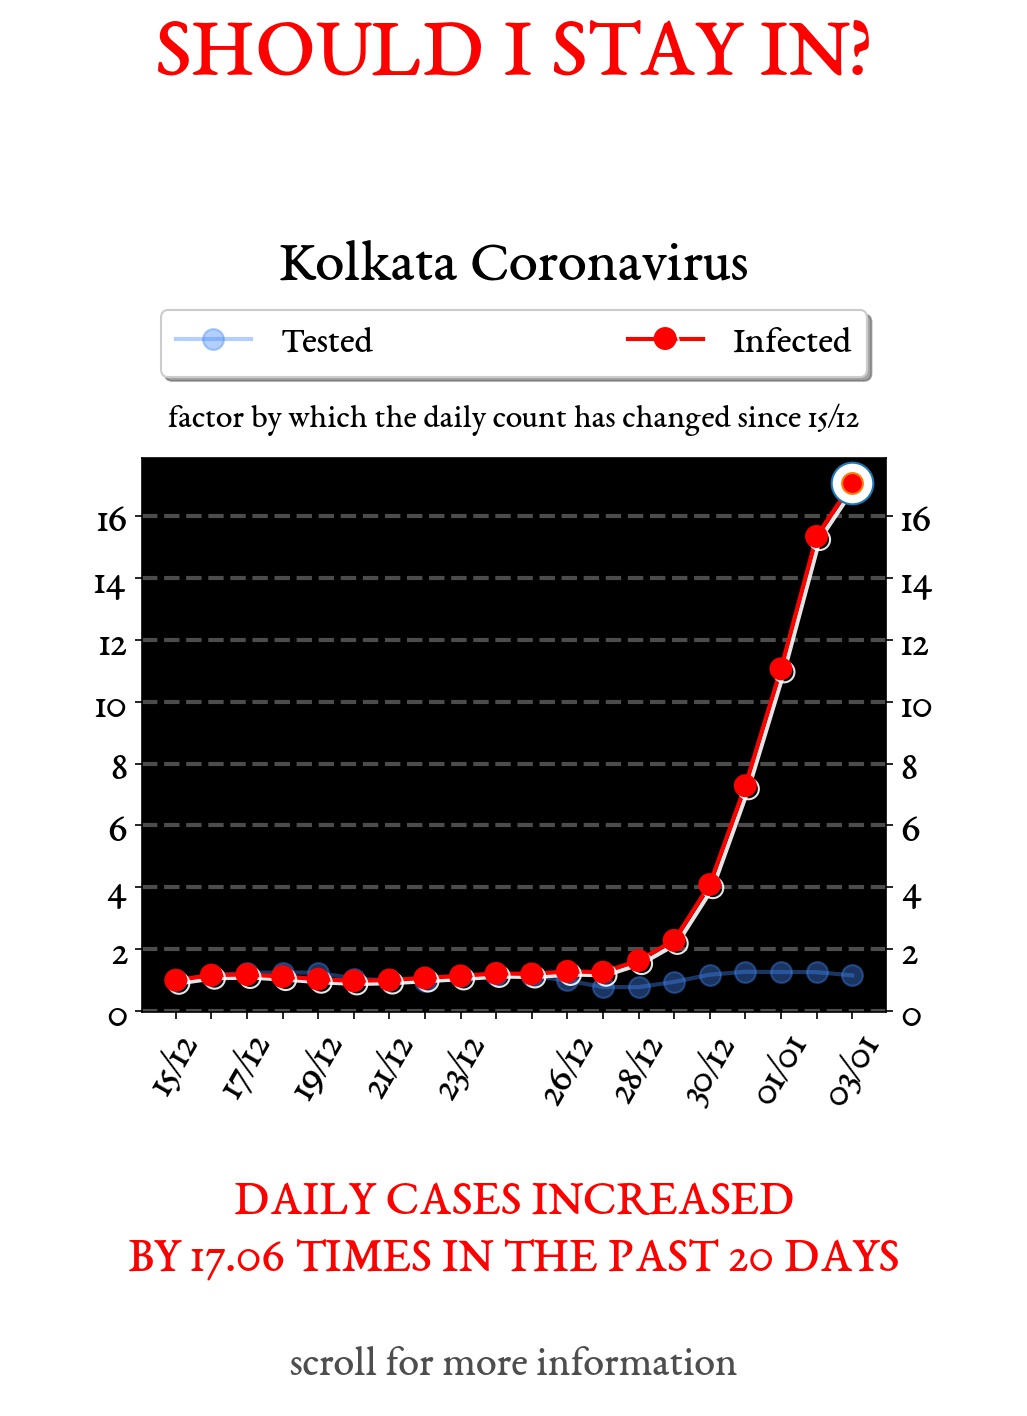 SHOULD I STAY IN?
Kolkata Coronavirus
Tested Infected
factor by which the daily count has changed since 15/12
16 16
14 14
12 12
10 10
8 8
6 6
4 4
2 2
0 0
15/12 17/12 19/12 21/12 23/12 26/12 28/12 30/12 01/01 03/01
DAILY CASES INCREASED
BY 17.06 TIMES IN THE PAST 20 DAYS
scroll for more information